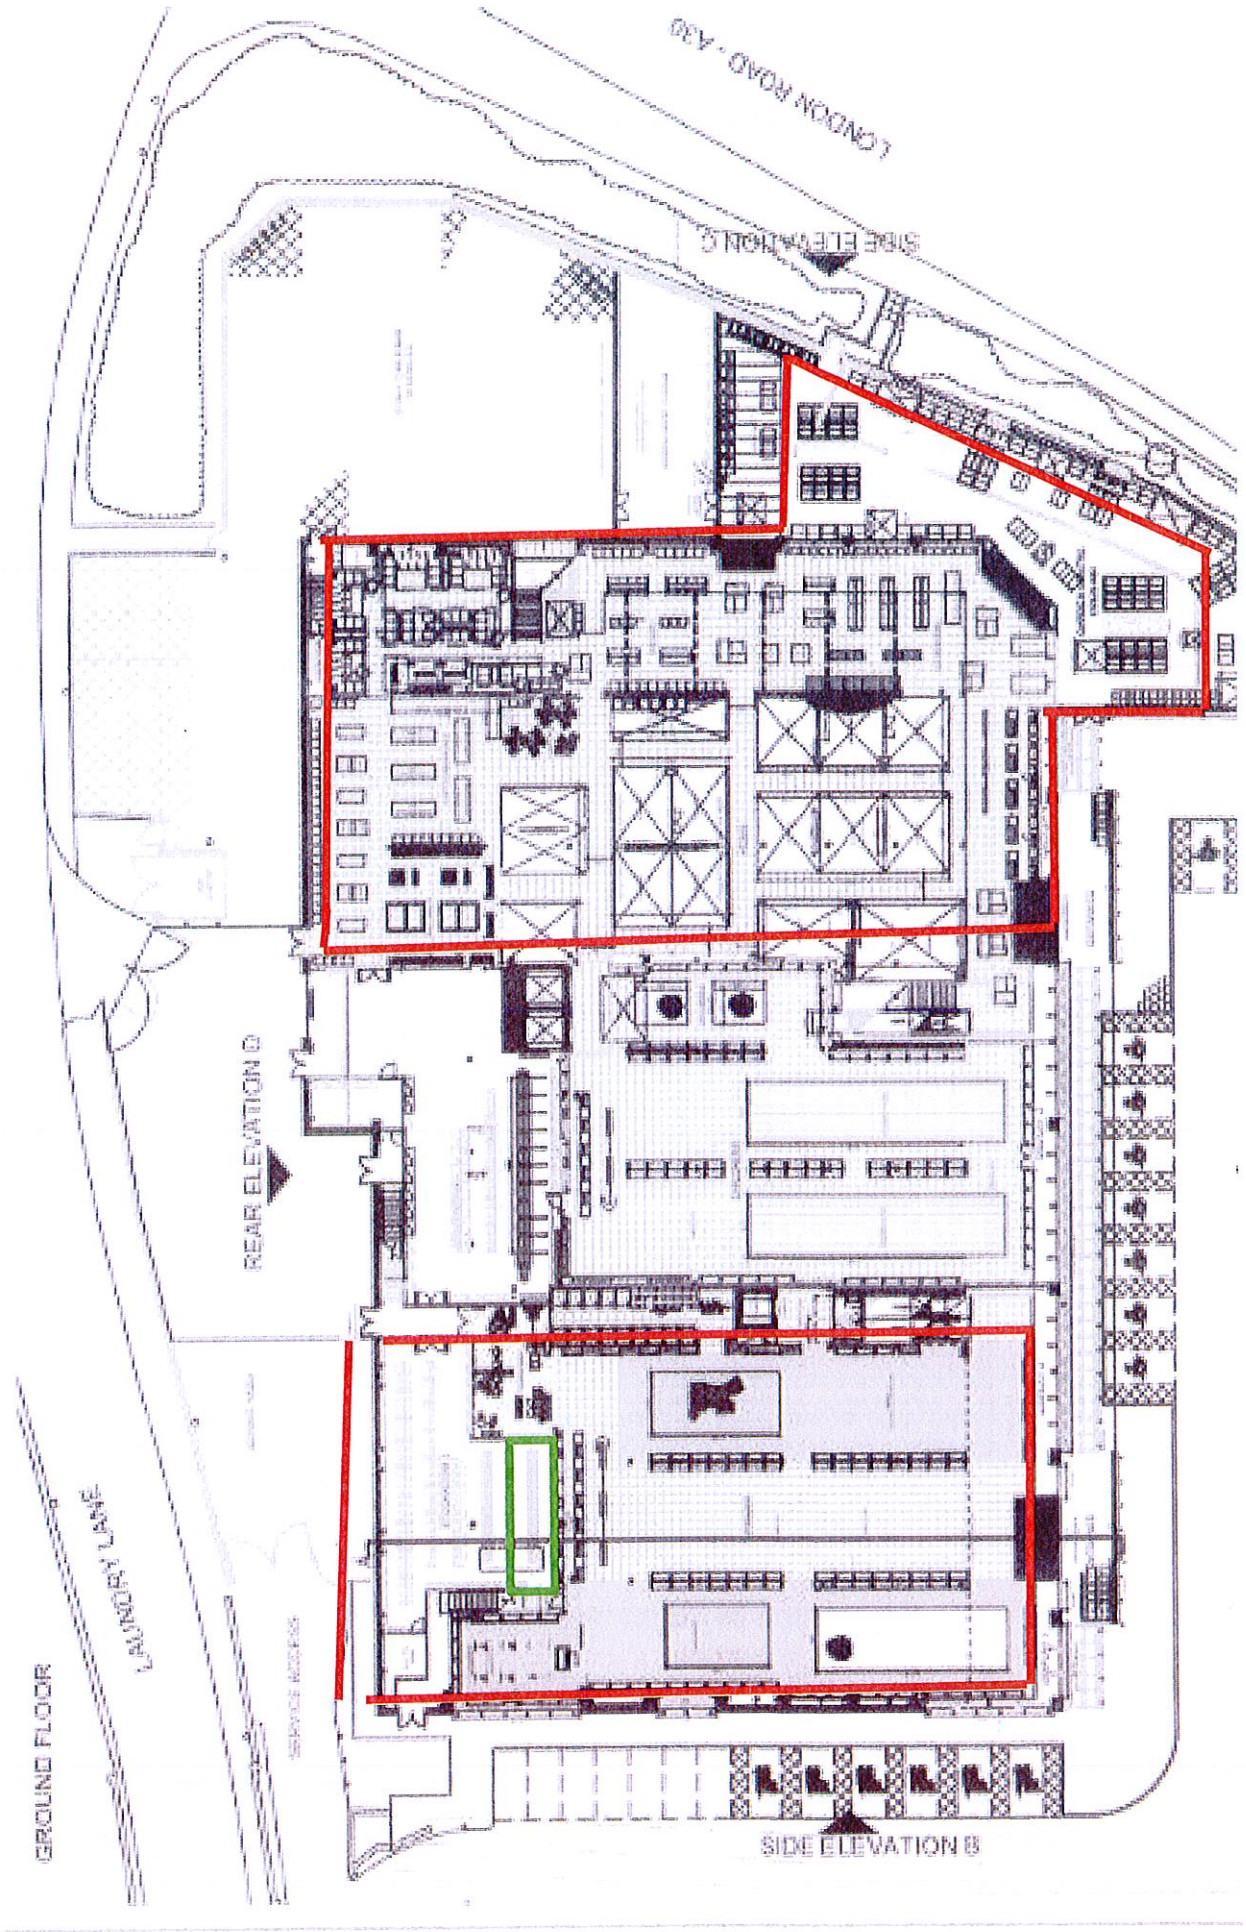 LONDON ROAD - A30
SIDE ELEVATION C
REAR ELEVATION D
LAUNDRY LANE
GROUND FLOOR
SIDE ELEVATION B